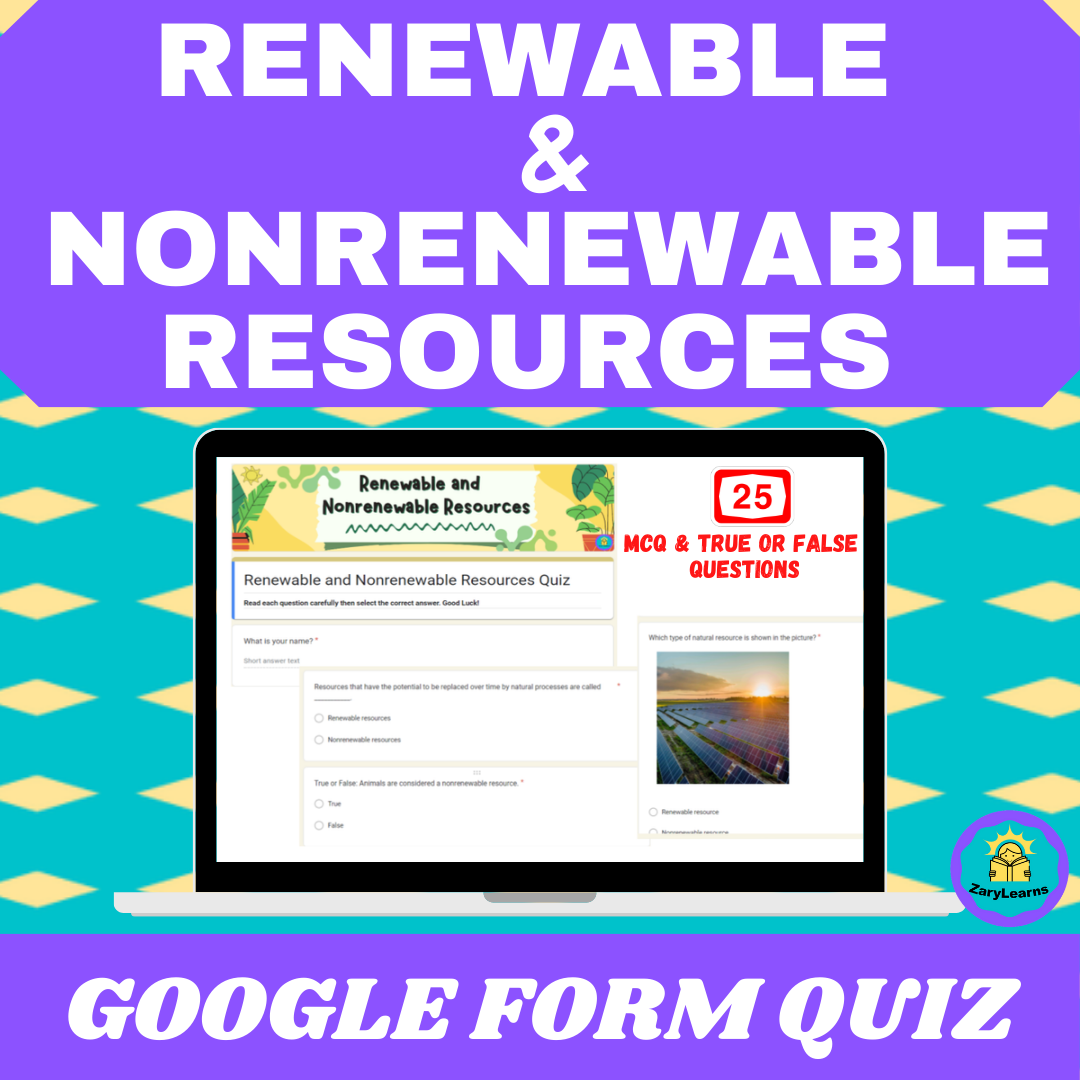 RENEWABLE
&
NONRENEWABLE
RESOURCES
Renewable and
Nonrenewable Resources
25
MCQ & TRUE OR FALSE
QUESTIONS
Renewable and Nonrenewable Resources Quiz
Read each question carefully then select the correct answer. Good Luck!
What is your name? *
Short answer text
Resources that have the potential to be replaced over time by natural processes are called *
__________
Renewable resources
Nonrenewable resources
True or False: Animals are considered a nonrenewable resource. *
True
False
Which type of natural resource is shown in the picture? *
Renewable resource
Nonrenewable resource
ZaryLearns
GOOGLE FORM QUIZ